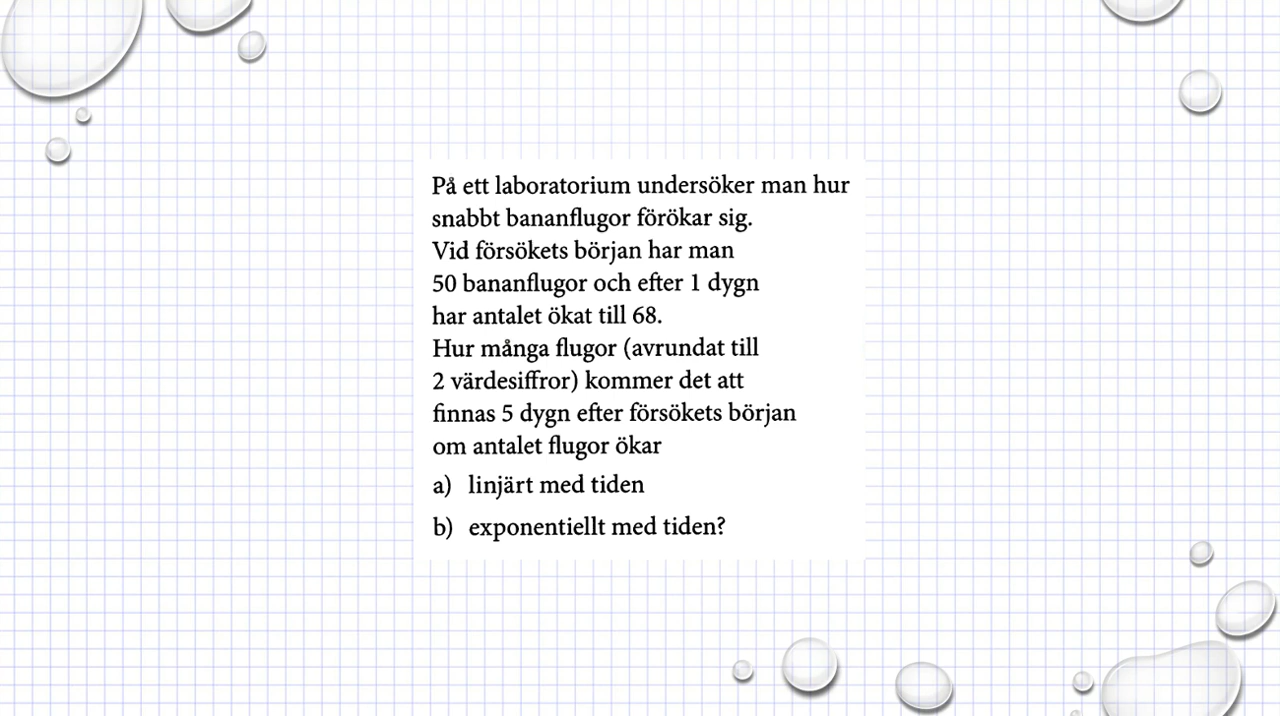 På ett laboratorium undersöker man hur
snabbt bananflugor förökar sig.
Vid försökets början har man
50 bananflugor och efter 1 dygn
har antalet ökat till 68.
Hur många flugor (avrundat till
2 värdesiffror) kommer det att
finnas 5 dygn efter försökets början
om antalet flugor ökar
a) linjärt med tiden
b) exponentiellt med tiden?